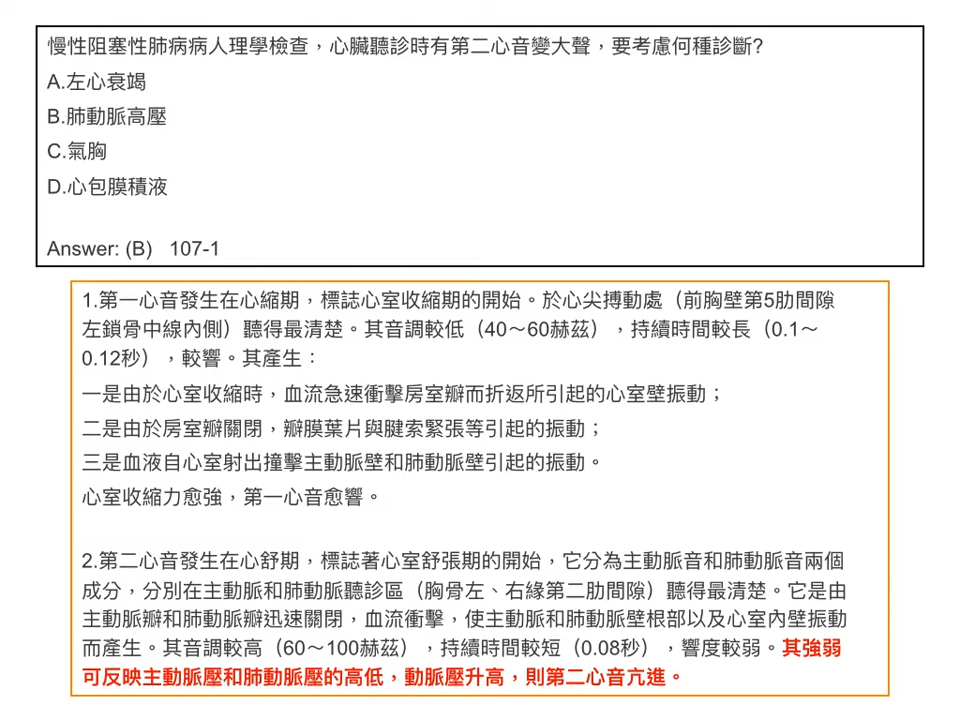 慢性阻塞性肺病病人理學檢查，心臟聽診時有第二心音變大聲，要考慮何種診斷?
A.左心衰竭
B.肺動脈高壓
C.氣胸
D.心包膜積液
Answer: (B) 107-1
1.第一心音發生在心縮期，標誌心室收縮期的開始。於心尖搏動處（前胸壁第5肋間隙
左鎖骨中線內側）聽得最清楚。其音調較低（40～60赫茲），持續時間較長（0.1～
0.12秒），較響。其產生：
一是由於心室收縮時，血流急速衝擊房室瓣而折返所引起的心室壁振動；
二是由於房室瓣關閉，瓣膜葉片與腱索緊張等引起的振動；
三是血液自心室射出撞擊主動脈壁和肺動脈壁引起的振動。
心室收縮力愈強，第一心音愈響。
2.第二心音發生在心舒期，標誌著心室舒張期的開始，它分為主動脈音和肺動脈音兩個
成分，分別在主動脈和肺動脈聽診區（胸骨左、右緣第二肋間隙）聽得最清楚。它是由
主動脈瓣和肺動脈瓣迅速關閉，血流衝擊，使主動脈和肺動脈壁根部以及心室內壁振動
而產生。其音調較高（60～100赫茲），持續時間較短（0.08秒），響度較弱。其強弱
可反映主動脈壓和肺動脈壓的高低，動脈壓升高，則第二心音亢進。